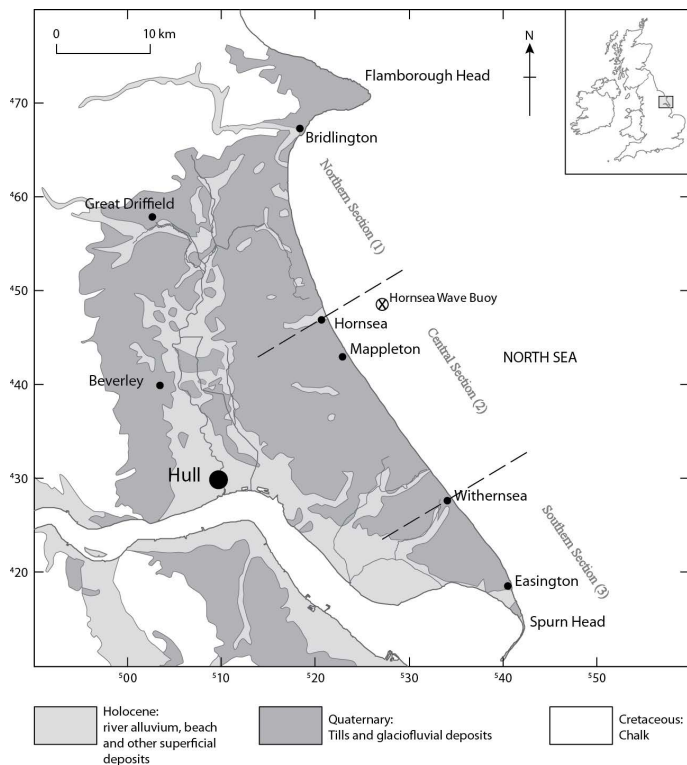 0 10 km
N
Flamborough Head
⁴70
Bridlington
Northern Section (1)
⁴60
Great Driffield
⁴50
Hornsea Wave Buoy
Hornsea
Mappleton
Central Section (2)
NORTH SEA
⁴40
Beverley
Hull
⁴30
Withernsea
Southern Section (3)
⁴20
Easington
Spurn Head
⁵00 ⁵10 ⁵20 ⁵30 ⁵40 ⁵50
Holocene:
river alluvium, beach
and other superficial
deposits
Quaternary:
Tills and glaciofluvial deposits
Cretaceous:
Chalk